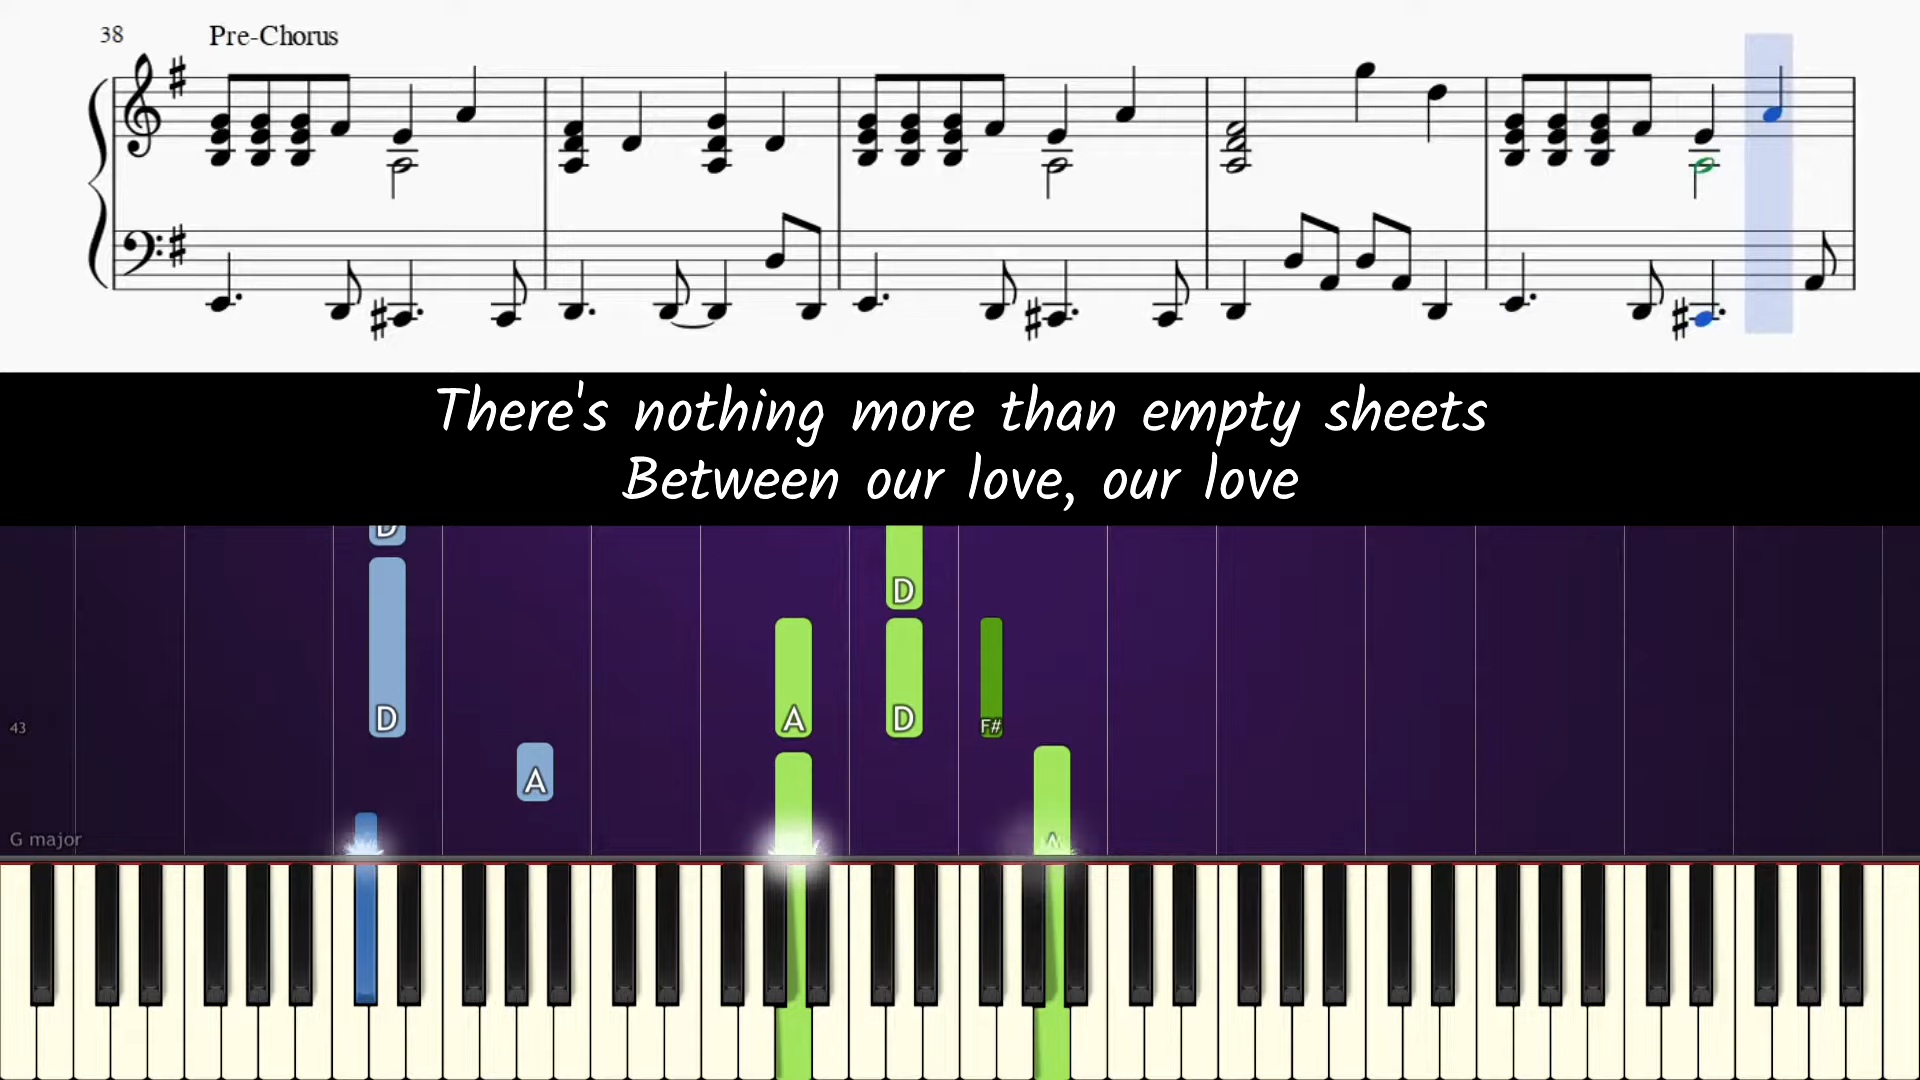 38 Pre-Chorus
There's nothing more than empty sheets
Between our love, our love
D
D
D A D F#
43
A
G major